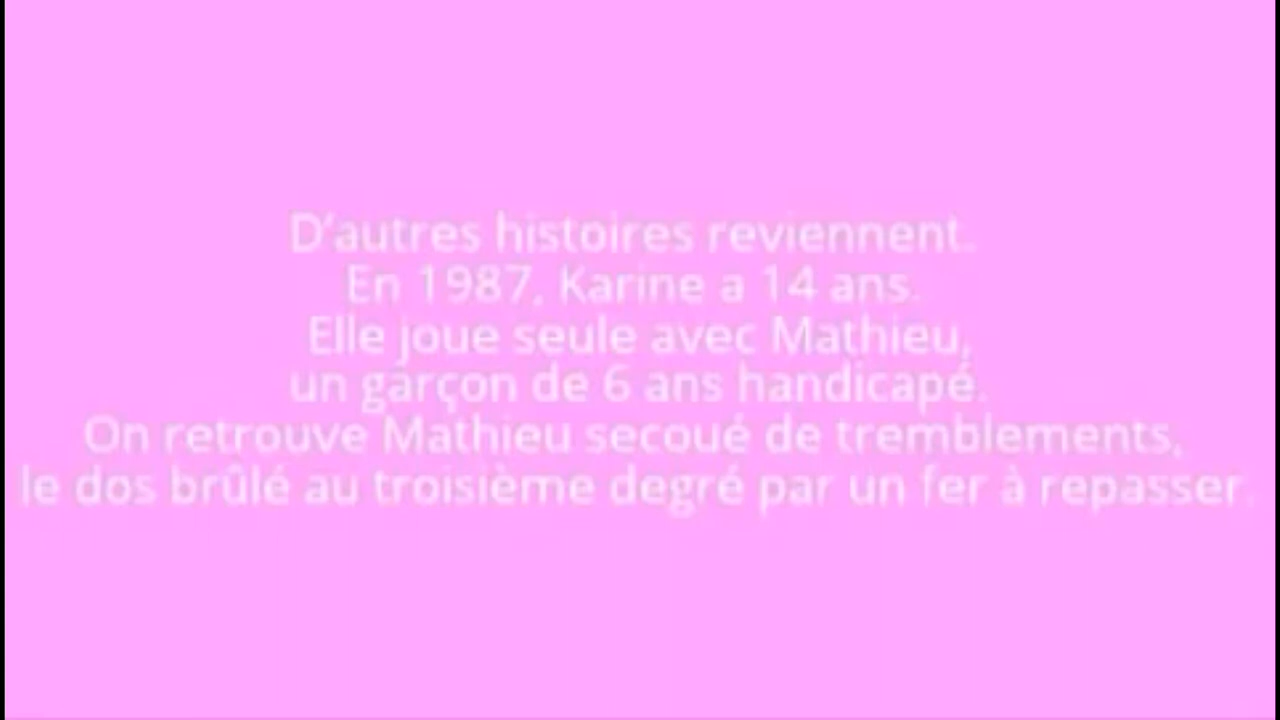 D'autres histoires reviennent.
En 1987, Karine a 14 ans.
Elle joue seule avec Mathieu,
un garçon de 6 ans handicapé.
On retrouve Mathieu secoué de tremblements,
le dos brûlé au troisième degré par un fer à repasser.